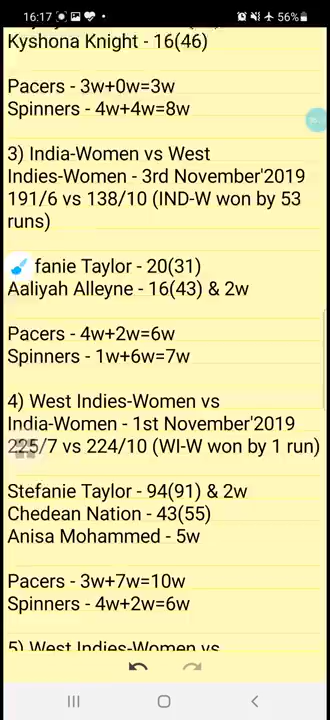 16:17
56%
Kyshona Knight - 16(46)
Pacers - 3w+0w=3w
Spinners - 4w+4w=8w
3) India-Women vs West
Indies-Women - 3rd November'2019
191/6 vs 138/10 (IND-W won by 53
runs)
fanie Taylor - 20(31)
Aaliyah Alleyne - 16(43) & 2w
Pacers - 4w+2w=6w
Spinners - 1w+6w=7w
4) West Indies-Women vs
India-Women - 1st November'2019
225/7 vs 224/10 (WI-W won by 1 run)
Stefanie Taylor - 94(91) & 2w
Chedean Nation - 43(55)
Anisa Mohammed - 5w
Pacers - 3w+7w=10w
Spinners - 4w+2w=6w
5) West Indies-Women vs